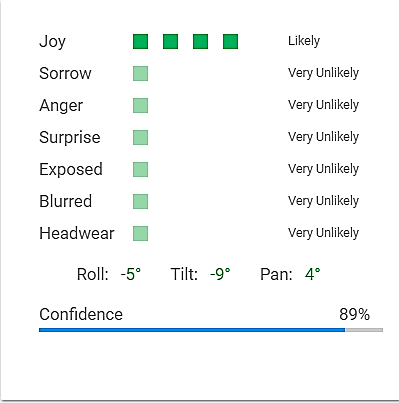 Joy Likely
Sorrow Very Unlikely
Anger Very Unlikely
Surprise Very Unlikely
Exposed Very Unlikely
Blurred Very Unlikely
Headwear Very Unlikely
Roll: -5° Tilt: -9° Pan: 4°
Confidence 89%